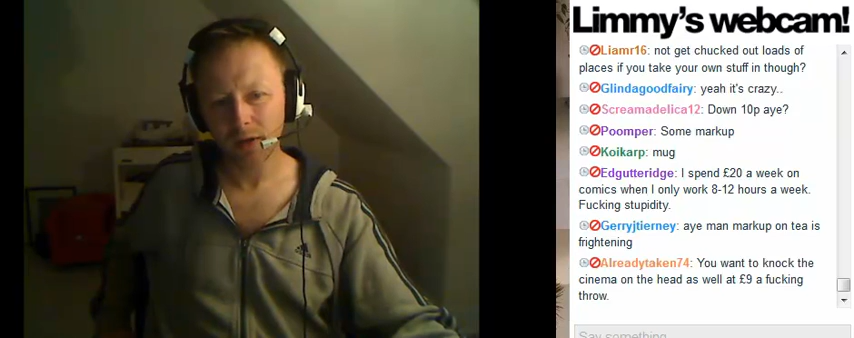 Limmy's webcam!
Liamr16: not get chucked out loads of
places if you take your own stuff in though?
Glindagoodfairy: yeah it's crazy..
Screamadelica12: Down 10p aye?
Poomper: Some markup
Koikarp: mug
Edgutteridge: I spend £20 a week on
comics when I only work 8-12 hours a week.
Fucking stupidity.
Gerryjtierney: aye man markup on tea is
frightening
Alreadytaken74: You want to knock the
cinema on the head as well at £9 a fucking
throw.
Say something